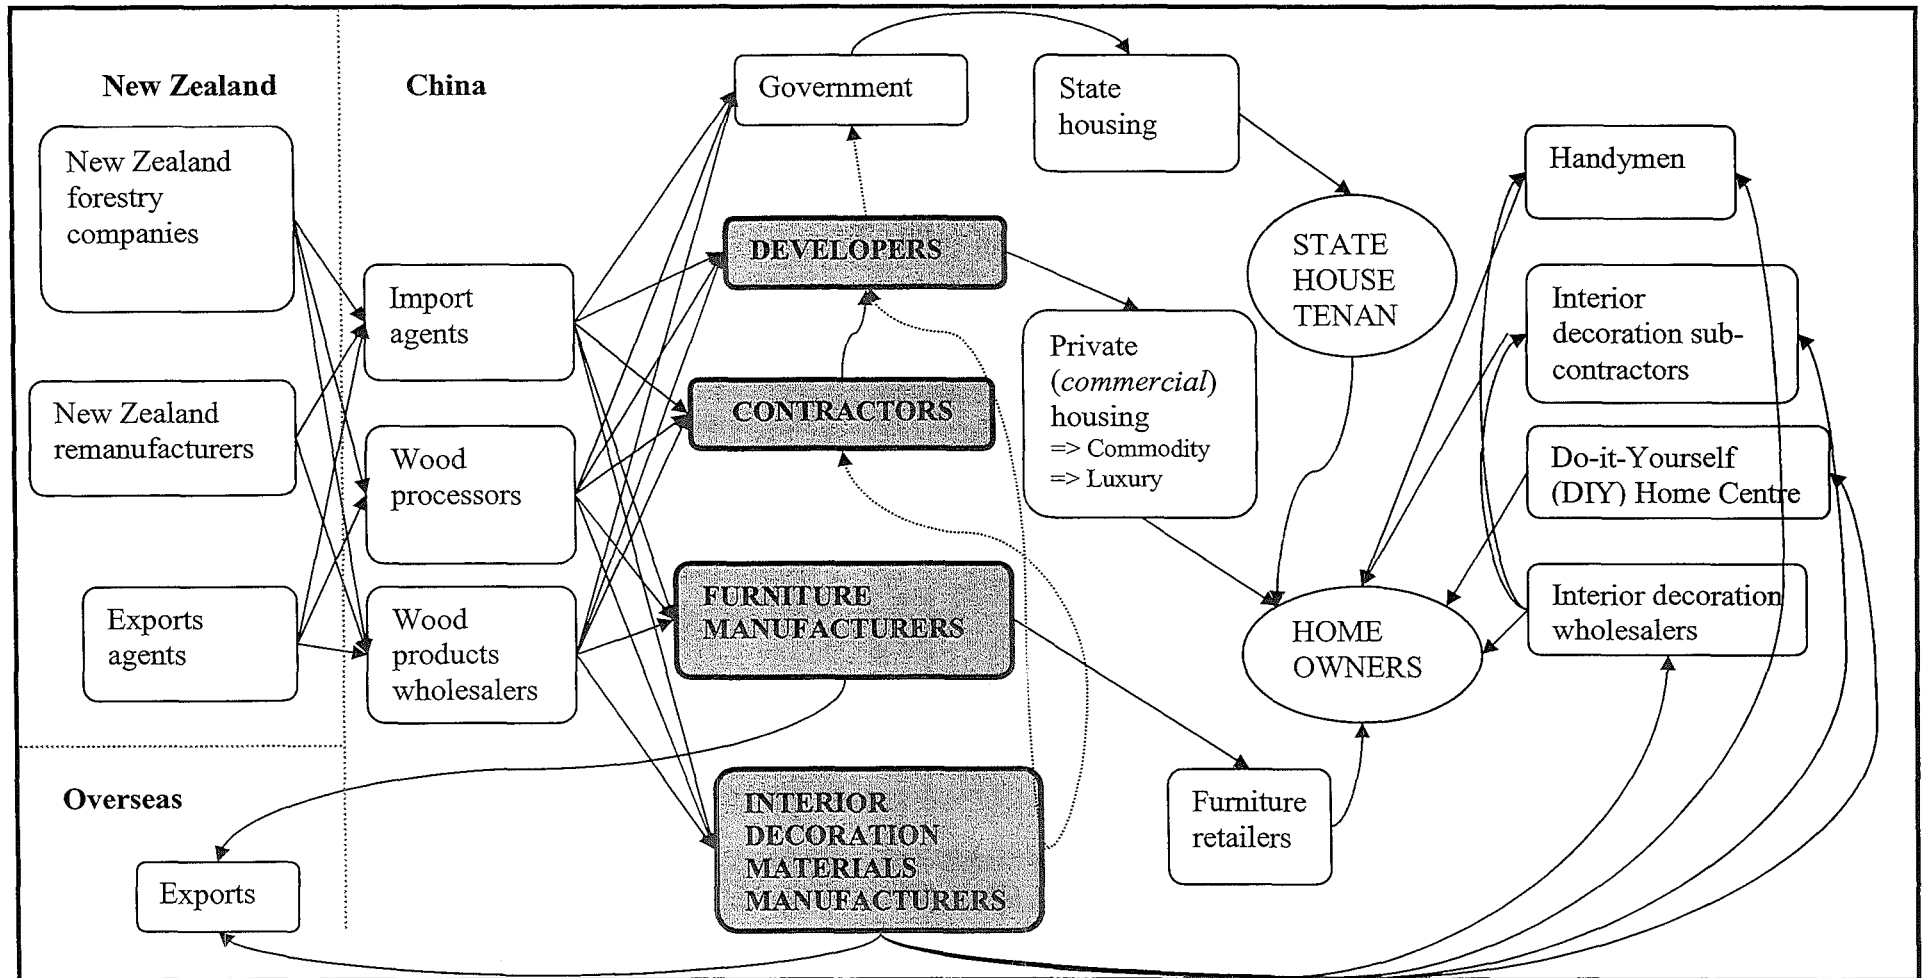 New Zealand
China
New Zealand
forestry
companies
New Zealand
remanufacturers
Exports
agents
Overseas
Exports
Import
agents
Wood
processors
Wood
products
wholesalers
Government
DEVELOPERS
CONTRACTORS
FURNITURE
MANUFACTURERS
INTERIOR
DECORATION
MATERIALS
MANUFACTURERS
State
housing
Private
(commercial)
housing
=> Commodity
=> Luxury
STATE
HOUSE
TENAN
HOME
OWNERS
Furniture
retailers
Handymen
Interior
decoration sub-
contractors
Do-it-Yourself
(DIY) Home Centre
Interior decoration
wholesalers